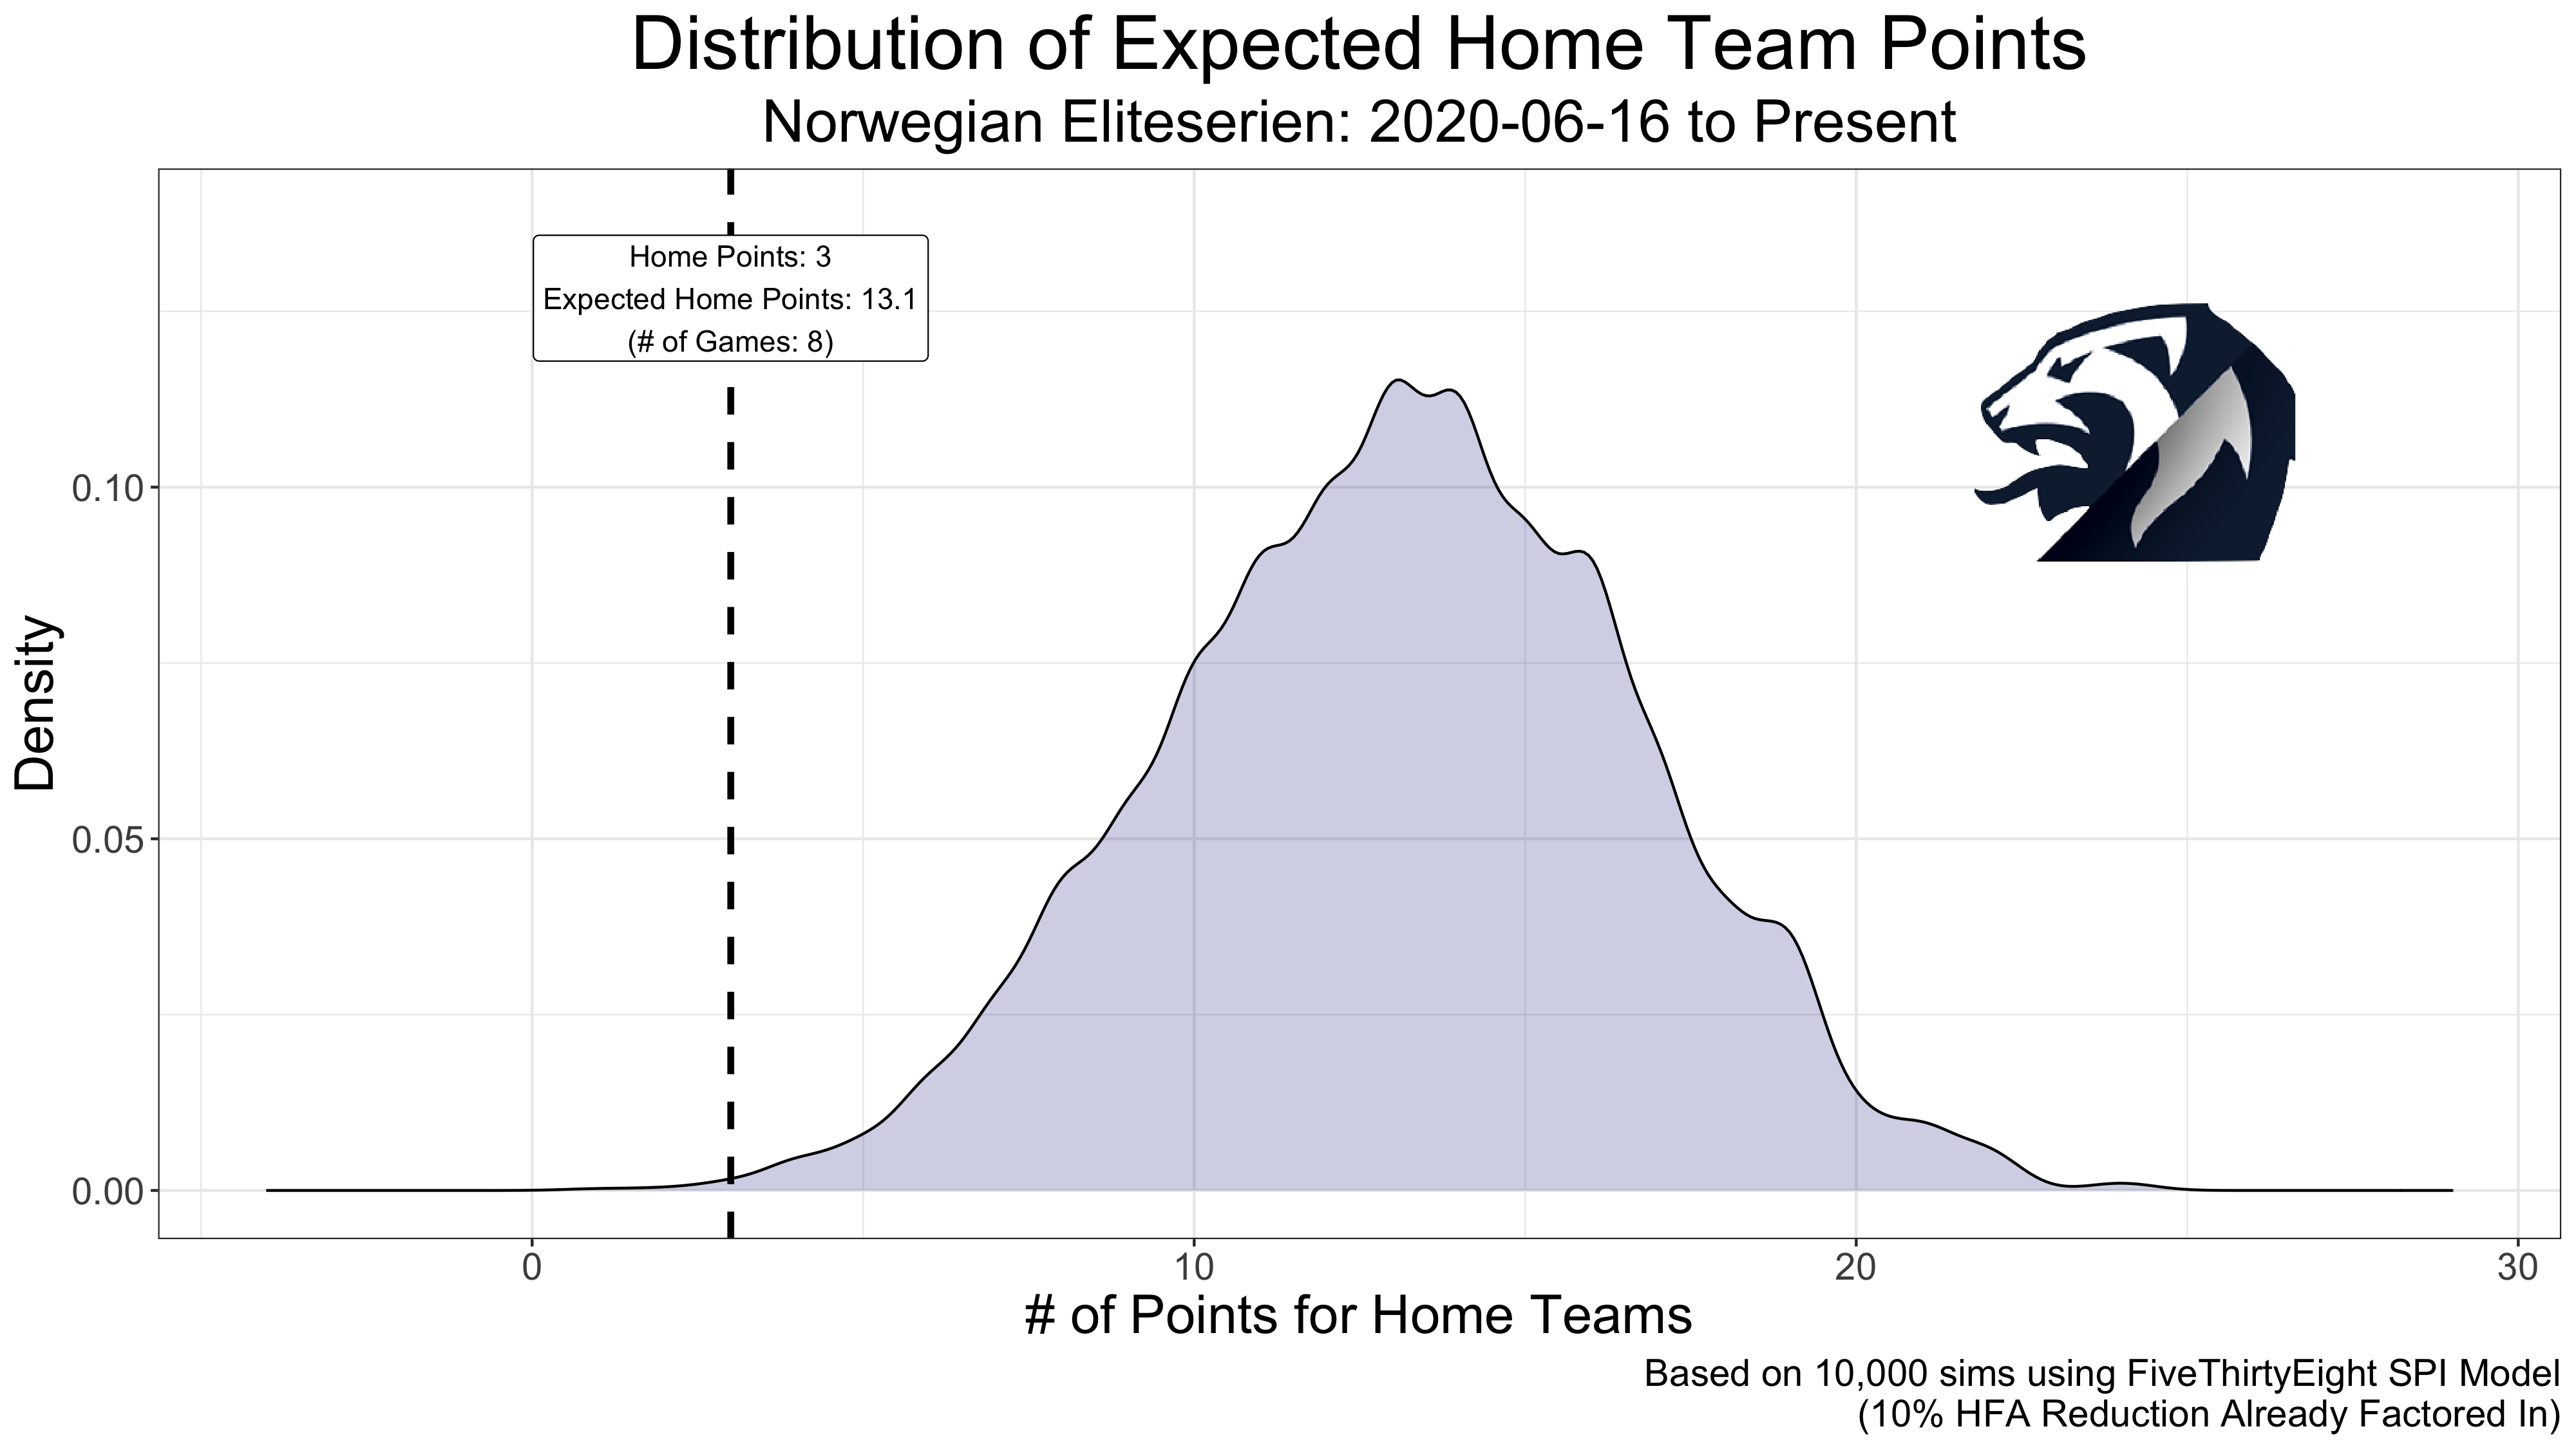 Distribution of Expected Home Team Points
Norwegian Eliteserien: 2020-06-16 to Present
Home Points: 3
Expected Home Points: 13.1
(# of Games: 8)
0.10
0.05
0.00
Density
0 10 20 30
# of Points for Home Teams
Based on 10,000 sims using FiveThirtyEight SPI Model
(10% HFA Reduction Already Factored In)